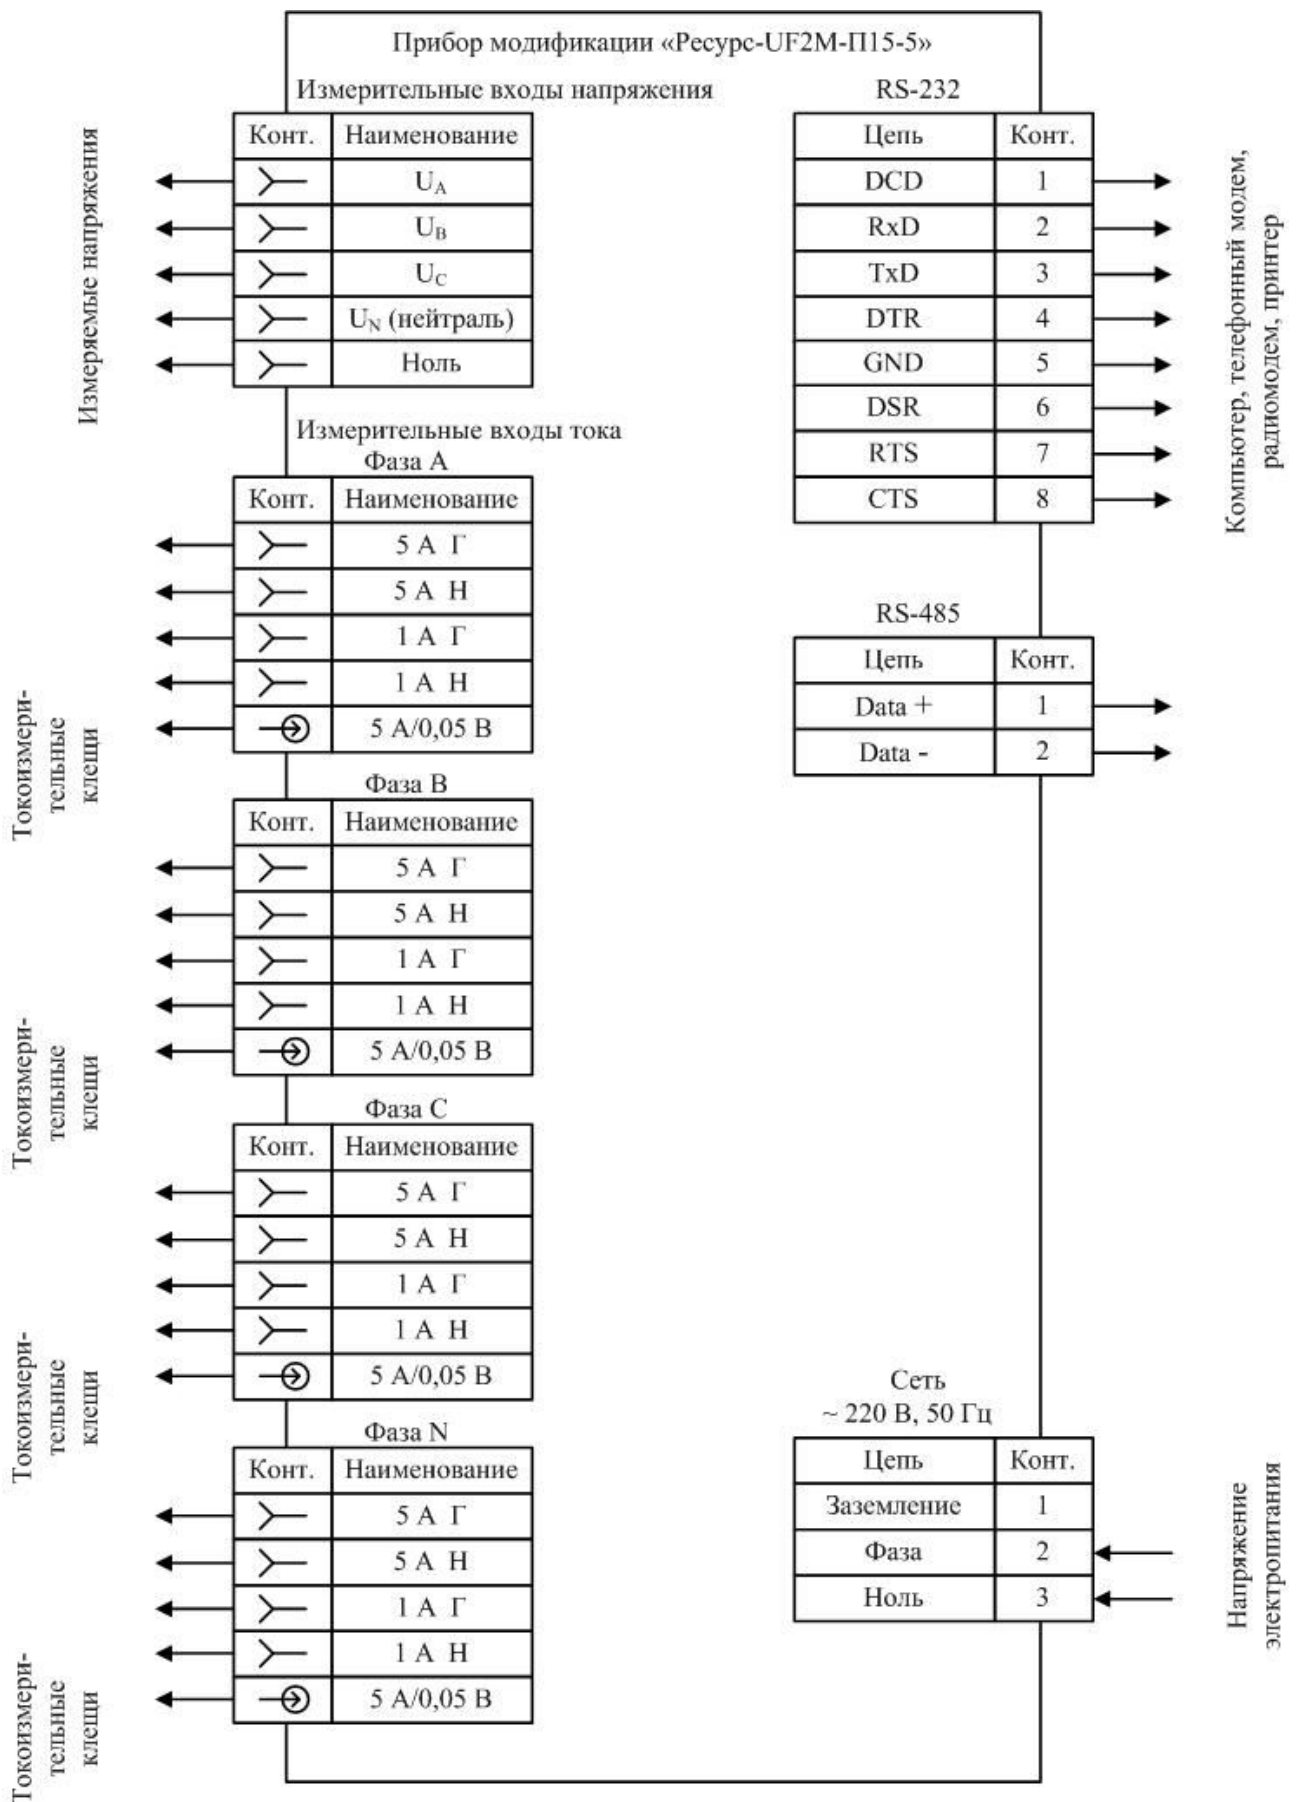 Прибор модификации «Ресурс-UF2M-П15-5»
Измерительные входы напряжения
Измеряемые напряжения
Конт. Наименование
U_A
U_B
U_C
U_N (нейтраль)
Ноль
Измерительные входы тока
Фаза А
Конт. Наименование
5 А Г
5 А Н
1 А Г
1 А Н
5 А/0,05 В
Токоизмери-
тельные
клещи
Фаза В
Конт. Наименование
5 А Г
5 А Н
1 А Г
1 А Н
5 А/0,05 В
Токоизмери-
тельные
клещи
Фаза С
Конт. Наименование
5 А Г
5 А Н
1 А Г
1 А Н
5 А/0,05 В
Токоизмери-
тельные
клещи
Фаза N
Конт. Наименование
5 А Г
5 А Н
1 А Г
1 А Н
5 А/0,05 В
Токоизмери-
тельные
клещи
RS-232
Цепь Конт.
DCD 1
RxD 2
TxD 3
DTR 4
GND 5
DSR 6
RTS 7
CTS 8
Компьютер, телефонный модем,
радиомодем, принтер
RS-485
Цепь Конт.
Data + 1
Data - 2
Сеть
~ 220 В, 50 Гц
Цепь Конт.
Заземление 1
Фаза 2
Ноль 3
Напряжение
электропитания